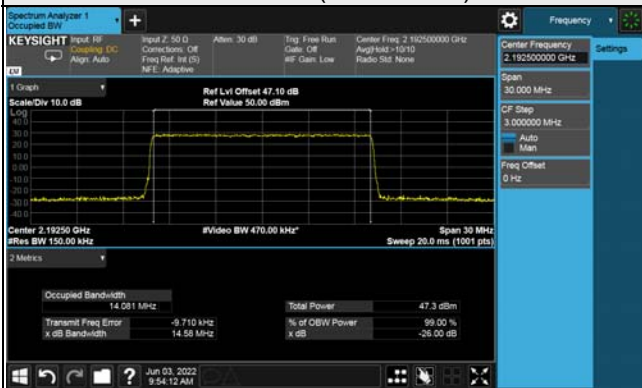 Spectrum Analyzer 1
Occupied BW
Frequency
KEYSIGHT Input: RF
Coupling: DC
Align: Auto
Input Z: 50 Ω
Corrections: Off
Freq Ref: Int (S)
NFE: Adaptive
Atten: 30 dB
Trig: Free Run
Gate: Off
#IF Gain: Low
Center Freq: 2.192500000 GHz
Avg|Hold:>10/10
Radio Std: None
Center Frequency
2.192500000 GHz
Settings
Span
30.000 MHz
CF Step
3.000000 MHz
Auto
Man
Freq Offset
0 Hz
1 Graph
Scale/Div 10.0 dB
Ref Lvl Offset 47.10 dB
Ref Value 50.00 dBm
Log
40.0
30.0
20.0
10.0
0.00
-10.0
-20.0
-30.0
-40.0
Center 2.19250 GHz
#Res BW 150.00 kHz
#Video BW 470.00 kHz*
Span 30 MHz
Sweep 20.0 ms (1001 pts)
2 Metrics
Occupied Bandwidth
14.081 MHz
Total Power 47.3 dBm
Transmit Freq Error -9.710 kHz
% of OBW Power 99.00 %
x dB Bandwidth 14.58 MHz
x dB -26.00 dB
? Jun 03, 2022
9:54:12 AM